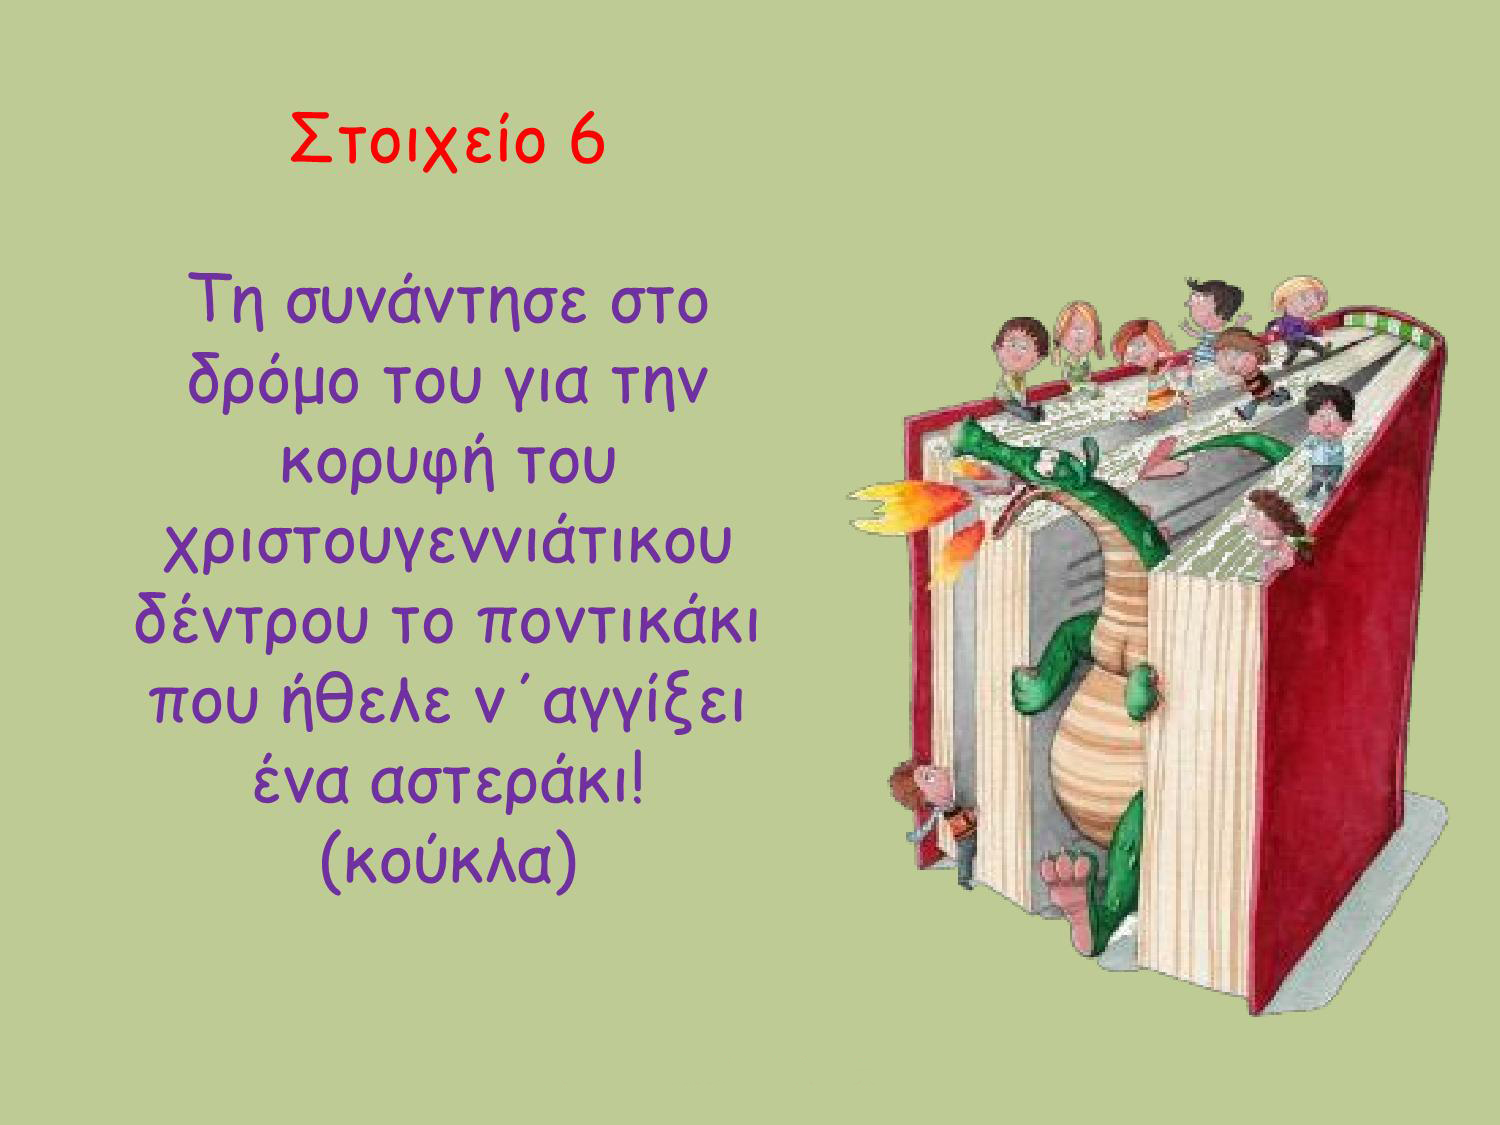 Στοιχείο 6
Τη συνάντησε στο
δρόμο του για την
κορυφή του
χριστουγεννιάτικου
δέντρου το ποντικάκι
που ήθελε ν΄αγγίξει
ένα αστεράκι!
(κούκλα)